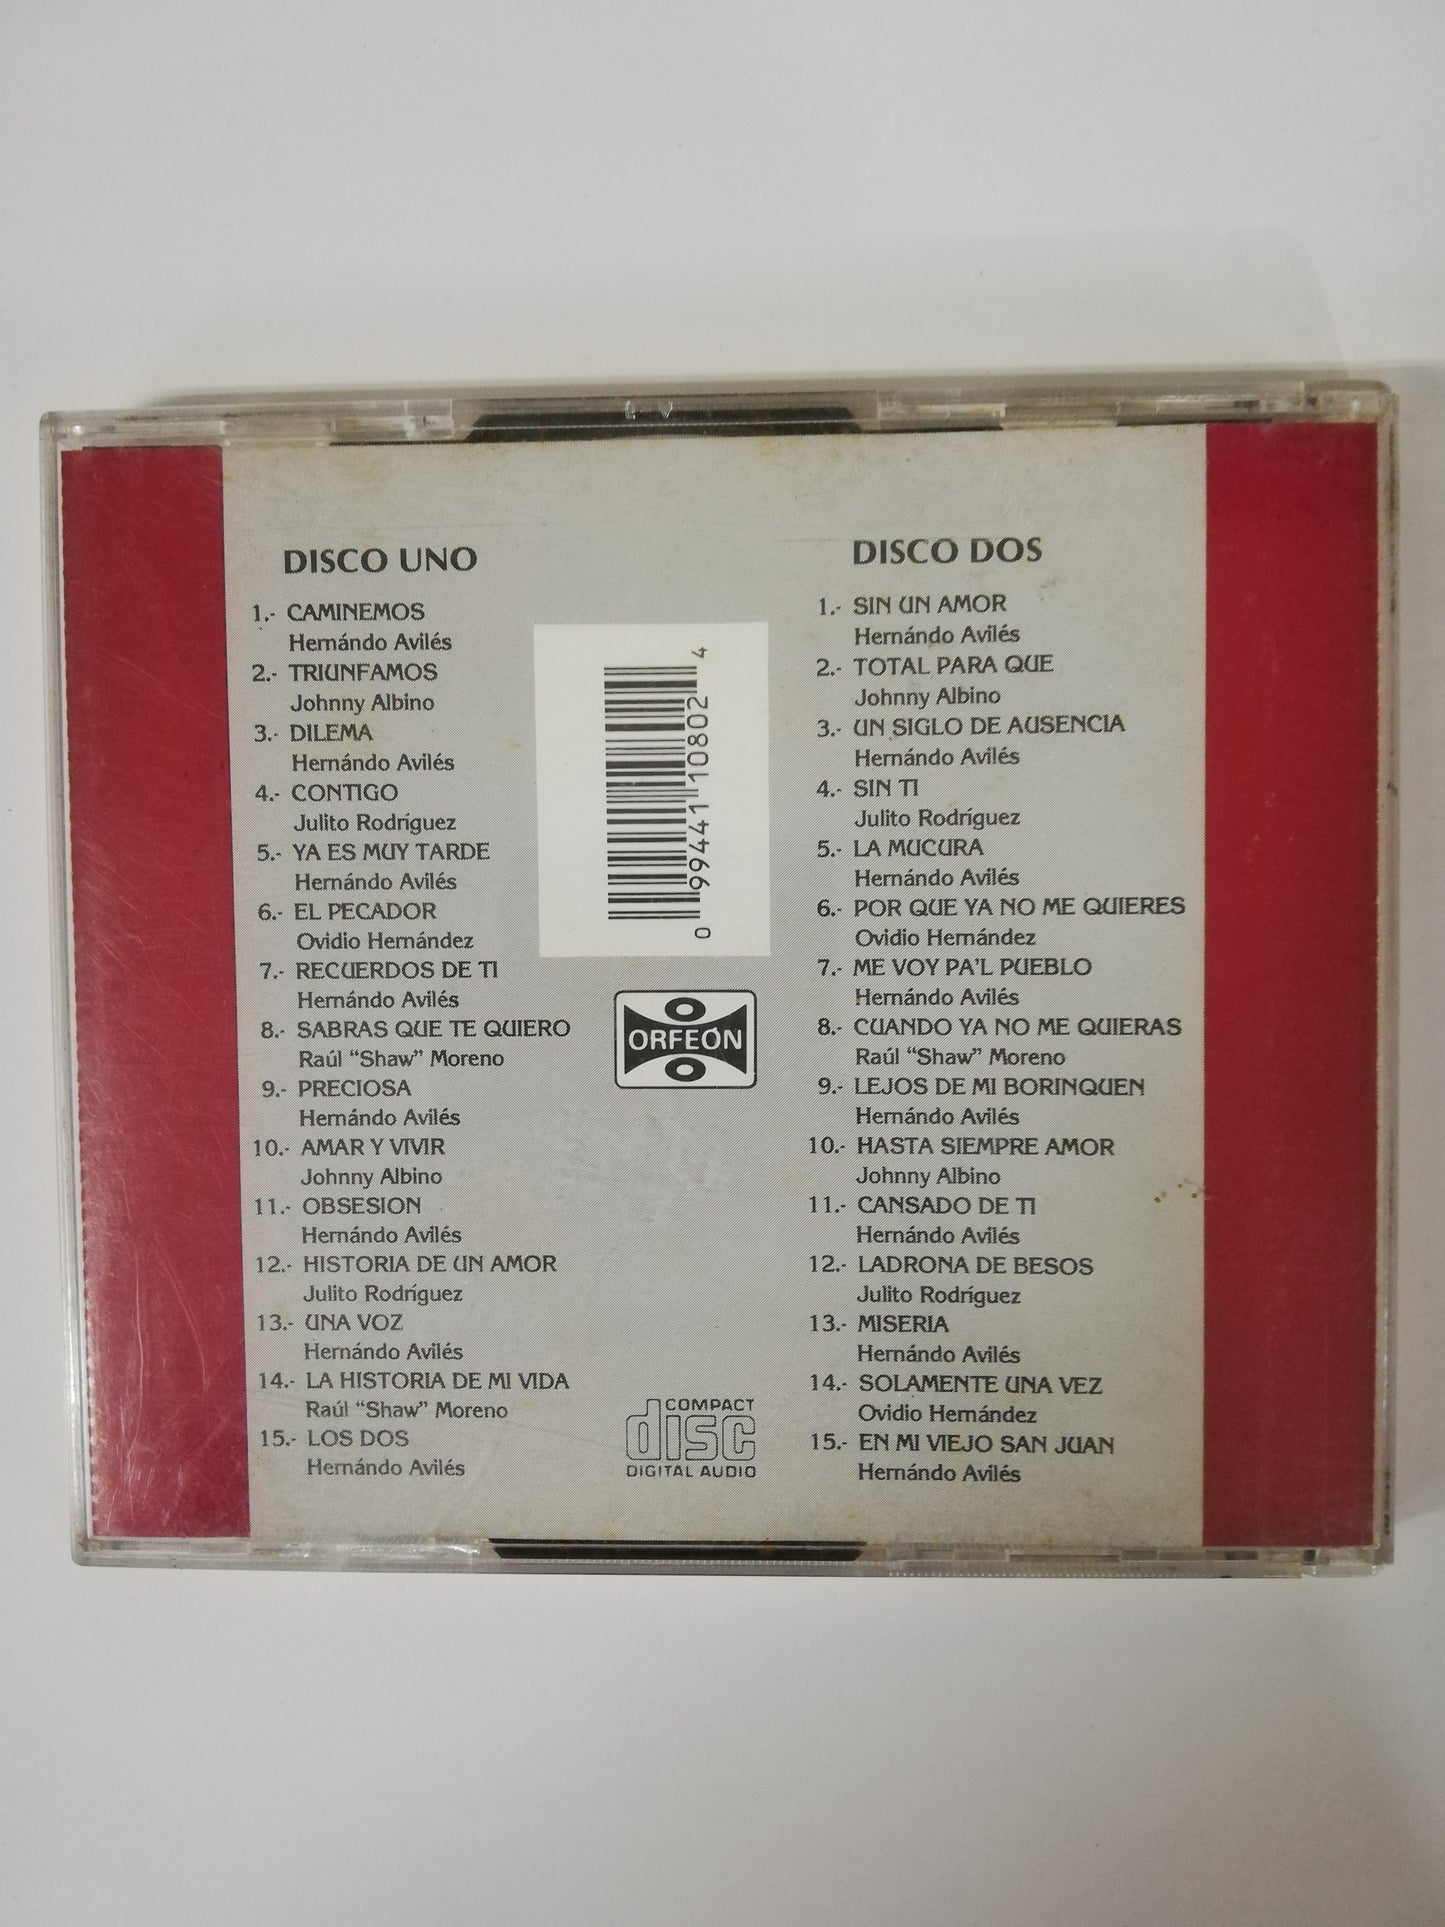 DISCO UNO
1.- CAMINEMOS
Hernándo Avilés
2.- TRIUNFAMOS
Johnny Albino
3.- DILEMA
Hernándo Avilés
4.- CONTIGO
Julito Rodríguez
5.- YA ES MUY TARDE
Hernándo Avilés
6.- EL PECADOR
Ovidio Hernández
7.- RECUERDOS DE TI
Hernándo Avilés
8.- SABRAS QUE TE QUIERO
Raúl "Shaw" Moreno
9.- PRECIOSA
Hernándo Avilés
10.- AMAR Y VIVIR
Johnny Albino
11.- OBSESION
Hernándo Avilés
12.- HISTORIA DE UN AMOR
Julito Rodríguez
13.- UNA VOZ
Hernándo Avilés
14.- LA HISTORIA DE MI VIDA
Raúl "Shaw" Moreno
15.- LOS DOS
Hernándo Avilés
0 99441 10802 4
ORFEÓN
COMPACT
disc
DIGITAL AUDIO
DISCO DOS
1.- SIN UN AMOR
Hernándo Avilés
2.- TOTAL PARA QUE
Johnny Albino
3.- UN SIGLO DE AUSENCIA
Hernándo Avilés
4.- SIN TI
Julito Rodríguez
5.- LA MUCURA
Hernándo Avilés
6.- POR QUE YA NO ME QUIERES
Ovidio Hernández
7.- ME VOY PA'L PUEBLO
Hernándo Avilés
8.- CUANDO YA NO ME QUIERAS
Raúl "Shaw" Moreno
9.- LEJOS DE MI BORINQUEN
Hernándo Avilés
10.- HASTA SIEMPRE AMOR
Johnny Albino
11.- CANSADO DE TI
Hernándo Avilés
12.- LADRONA DE BESOS
Julito Rodríguez
13.- MISERIA
Hernándo Avilés
14.- SOLAMENTE UNA VEZ
Ovidio Hernández
15.- EN MI VIEJO SAN JUAN
Hernándo Avilés